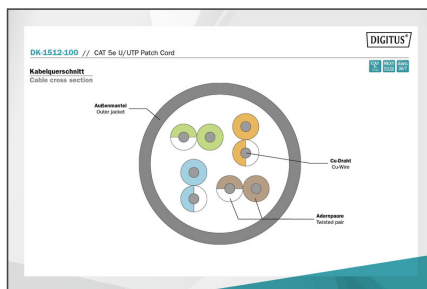 DIGITUS®
DK-1512-100 // CAT 5e U/UTP Patch Cord
Kabelquerschnitt
Cable cross section
Außenmantel
Outer jacket
Cu-Draht
Cu-Wire
Adernpaare
Twisted pair